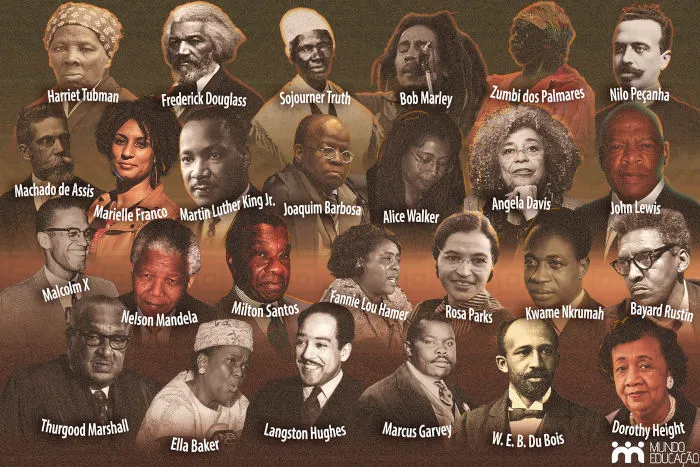 Harriet Tubman
Frederick Douglass
Sojourner Truth
Bob Marley
Zumbi dos Palmares
Nilo Peçanha
Machado de Assis
Marielle Franco
Martin Luther King Jr.
Joaquim Barbosa
Alice Walker
Angela Davis
John Lewis
Malcolm X
Nelson Mandela
Milton Santos
Fannie Lou Hamer
Rosa Parks
Kwame Nkrumah
Bayard Rustin
Thurgood Marshall
Ella Baker
Langston Hughes
Marcus Garvey
W. E. B. Du Bois
Dorothy Height
MUNDO
EDUCAÇÃO